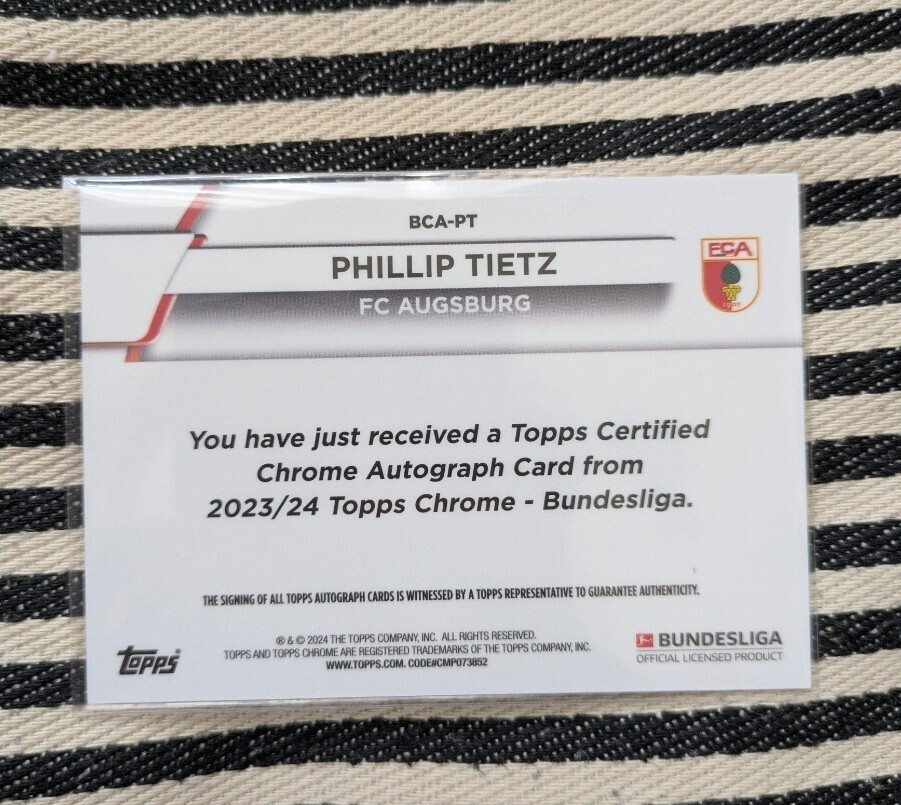 BCA-PT
PHILLIP TIETZ
FC AUGSBURG
FCA
1907
You have just received a Topps Certified
Chrome Autograph Card from
2023/24 Topps Chrome - Bundesliga.
THE SIGNING OF ALL TOPPS AUTOGRAPH CARDS IS WITNESSED BY A TOPPS REPRESENTATIVE TO GUARANTEE AUTHENTICITY.
topps®
® & © 2024 THE TOPPS COMPANY, INC. ALL RIGHTS RESERVED.
TOPPS AND TOPPS CHROME ARE REGISTERED TRADEMARKS OF THE TOPPS COMPANY, INC.
WWW.TOPPS.COM. CODE#CMP073852
BUNDESLIGA
OFFICIAL LICENSED PRODUCT